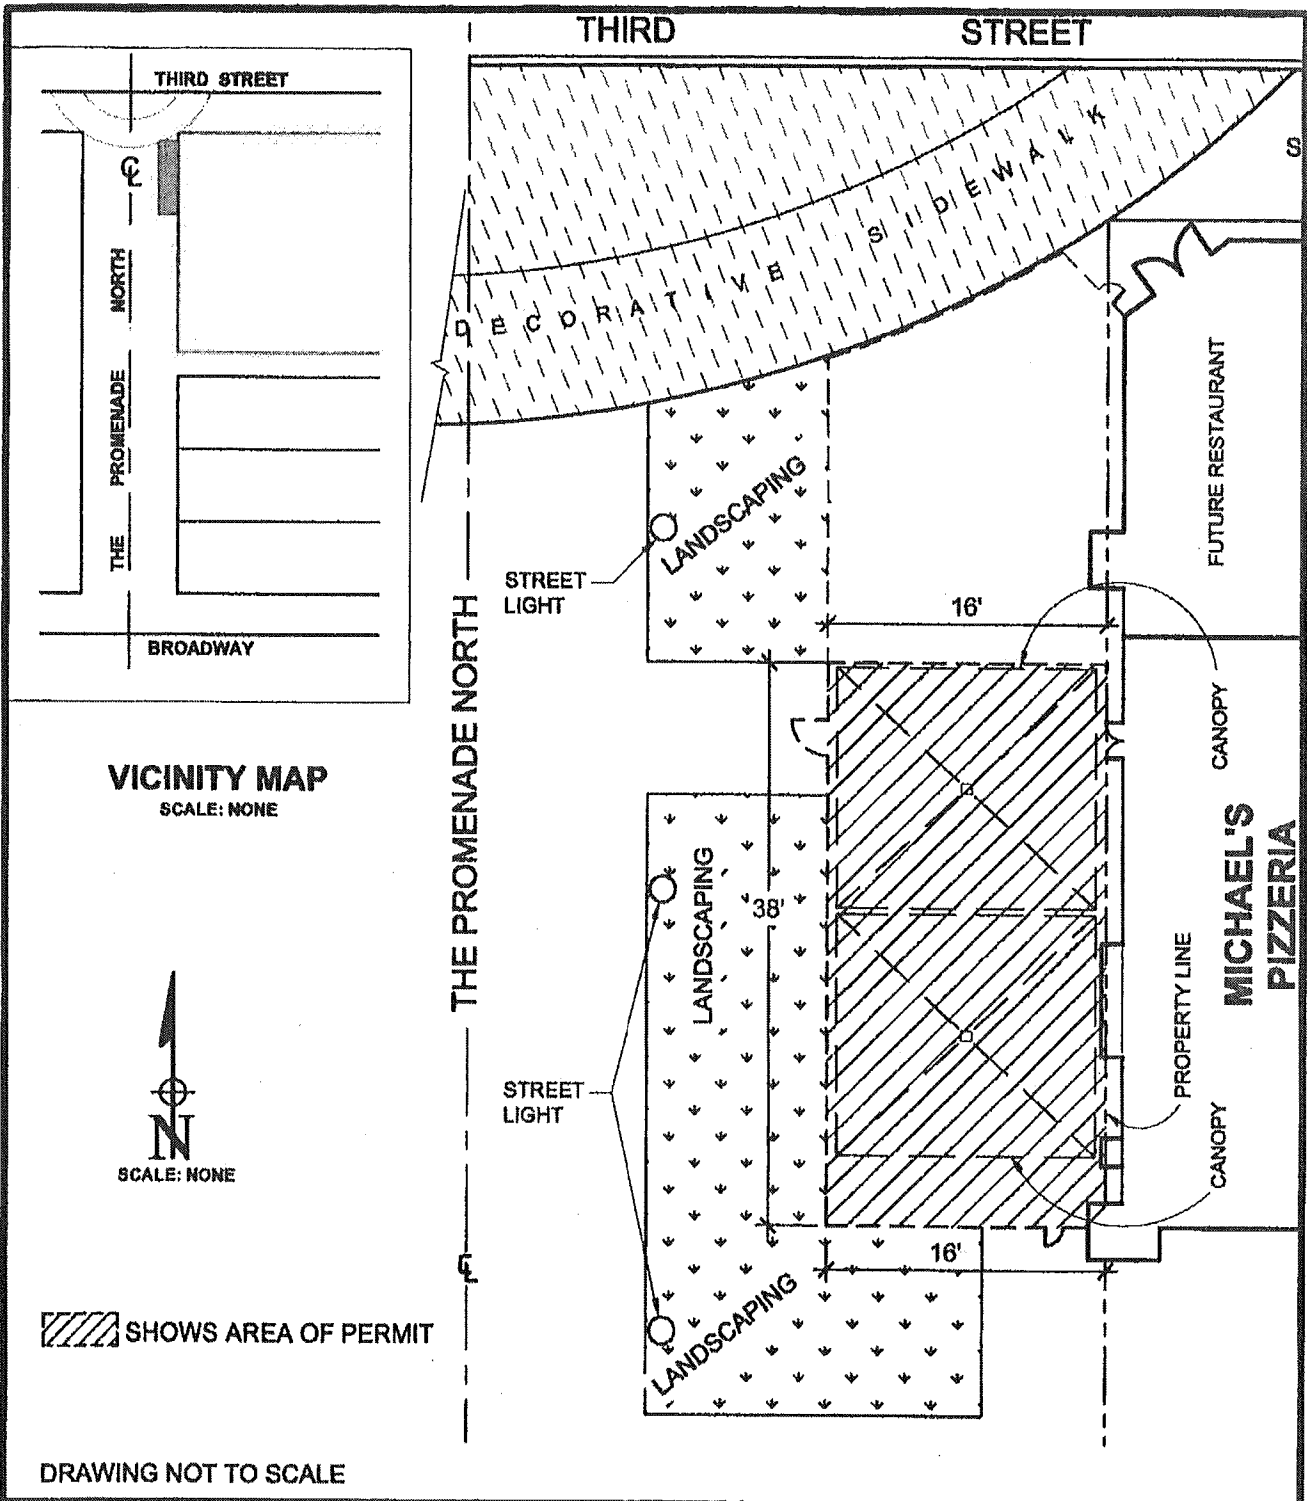 THIRD STREET
THIRD STREET
℄
THE PROMENADE NORTH
BROADWAY
VICINITY MAP
SCALE: NONE
N
SCALE: NONE
SHOWS AREA OF PERMIT
DRAWING NOT TO SCALE
DECORATIVE SIDEWALK
S
FUTURE RESTAURANT
LANDSCAPING
STREET
LIGHT
16'
CANOPY
THE PROMENADE NORTH
LANDSCAPING
38'
MICHAEL'S
PIZZERIA
PROPERTY LINE
STREET
LIGHT
CANOPY
℄
16'
LANDSCAPING